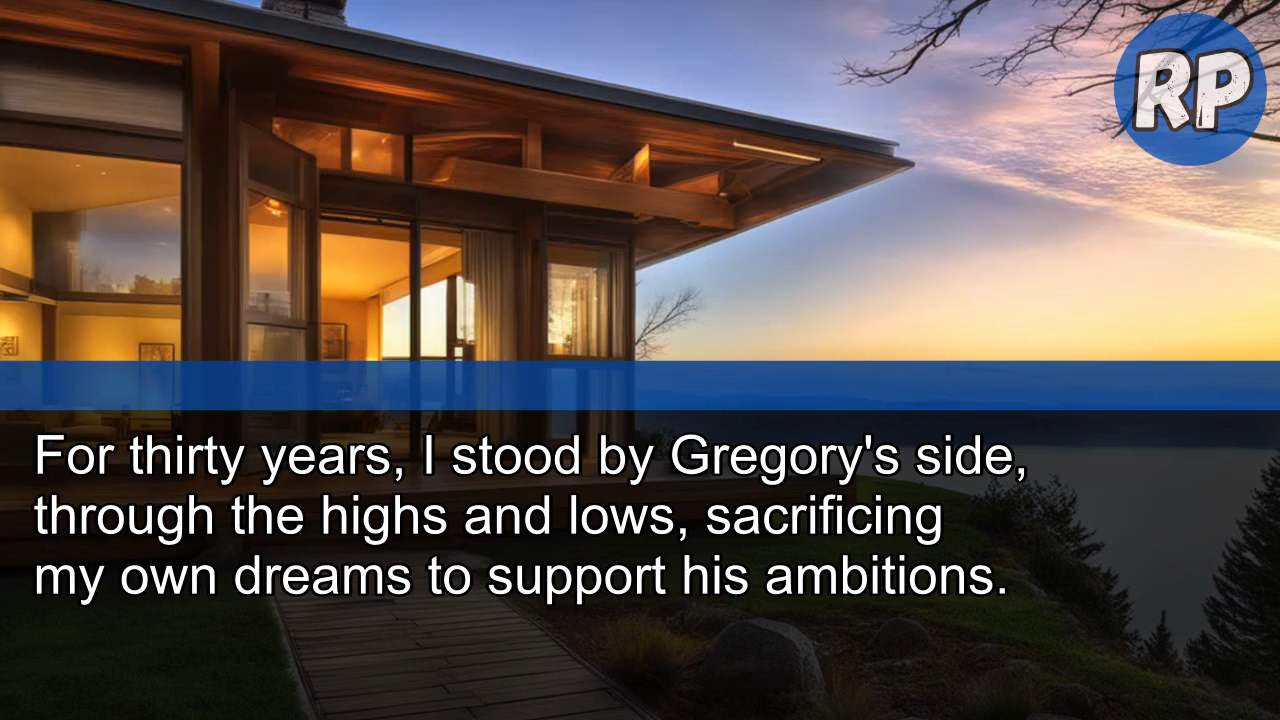 RP
For thirty years, I stood by Gregory's side,
through the highs and lows, sacrificing
my own dreams to support his ambitions.